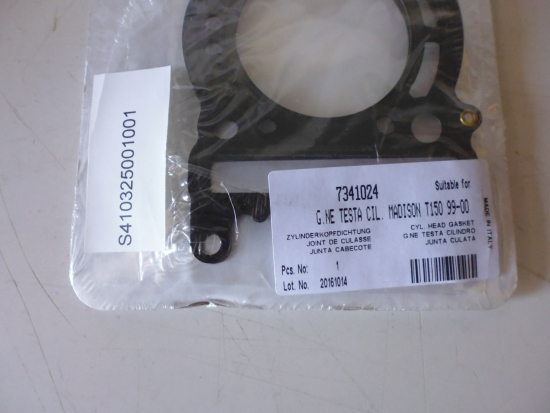 S410325001001
7341024
Suitable for
G.NE TESTA CIL. MADISON T150 99-00
ZYLINDERKOPFDICHTUNG
JOINT DE CULASSE
JUNTA CABECOTE
CYL. HEAD GASKET
G.NE TESTA CILINDRO
JUNTA CULATA
MADE IN ITALY
Pcs. No: 1
Lot. No. 20161014